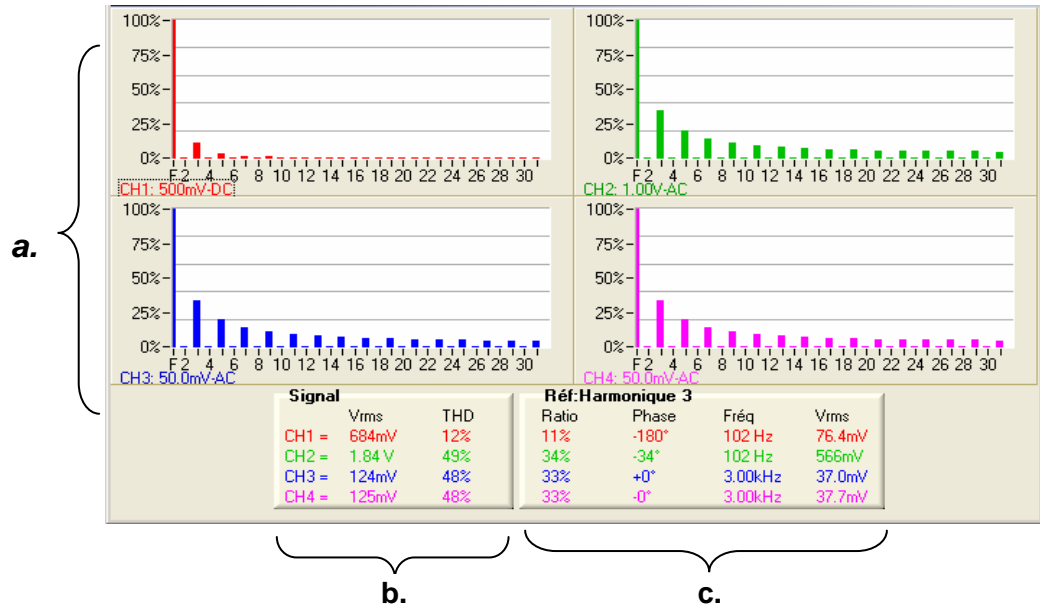 100%
75%
50%
25%
0%
F 2 4 6 8 10 12 14 16 18 20 22 24 26 28 30
CH1: 500mV-DC
100%
75%
50%
25%
0%
F 2 4 6 8 10 12 14 16 18 20 22 24 26 28 30
CH2: 1.00V-AC
a.
100%
75%
50%
25%
0%
F 2 4 6 8 10 12 14 16 18 20 22 24 26 28 30
CH3: 50.0mV-AC
100%
75%
50%
25%
0%
F 2 4 6 8 10 12 14 16 18 20 22 24 26 28 30
CH4: 50.0mV-AC
Signal
Vrms THD
CH1 = 684mV 12%
CH2 = 1.84 V 49%
CH3 = 124mV 48%
CH4 = 125mV 48%
Réf:Harmonique 3
Ratio Phase Fréq Vrms
11% -180° 102 Hz 76.4mV
34% -34° 102 Hz 566mV
33% +0° 3.00kHz 37.0mV
33% -0° 3.00kHz 37.7mV
b.
c.